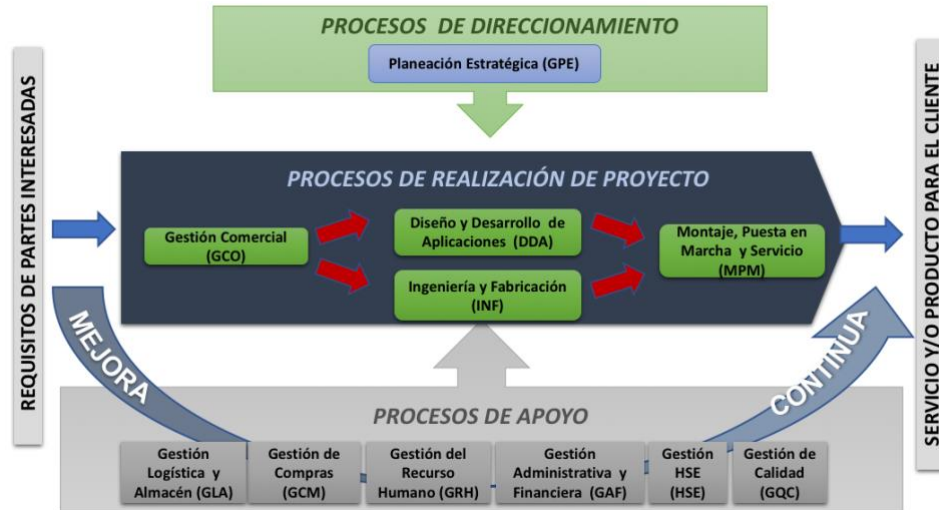 PROCESOS DE DIRECCIONAMIENTO
Planeación Estratégica (GPE)
REQUISITOS DE PARTES INTERESADAS
PROCESOS DE REALIZACIÓN DE PROYECTO
Gestión Comercial
(GCO)
Diseño y Desarrollo de
Aplicaciones (DDA)
Ingeniería y Fabricación
(INF)
Montaje, Puesta en
Marcha y Servicio
(MPM)
SERVICIO Y/O PRODUCTO PARA EL CLIENTE
MEJORA
CONTINUA
PROCESOS DE APOYO
Gestión
Logística y
Almacén (GLA)
Gestión de
Compras
(GCM)
Gestión del
Recurso
Humano (GRH)
Gestión
Administrativa y
Financiera (GAF)
Gestión
HSE
(HSE)
Gestión de
Calidad
(GQC)